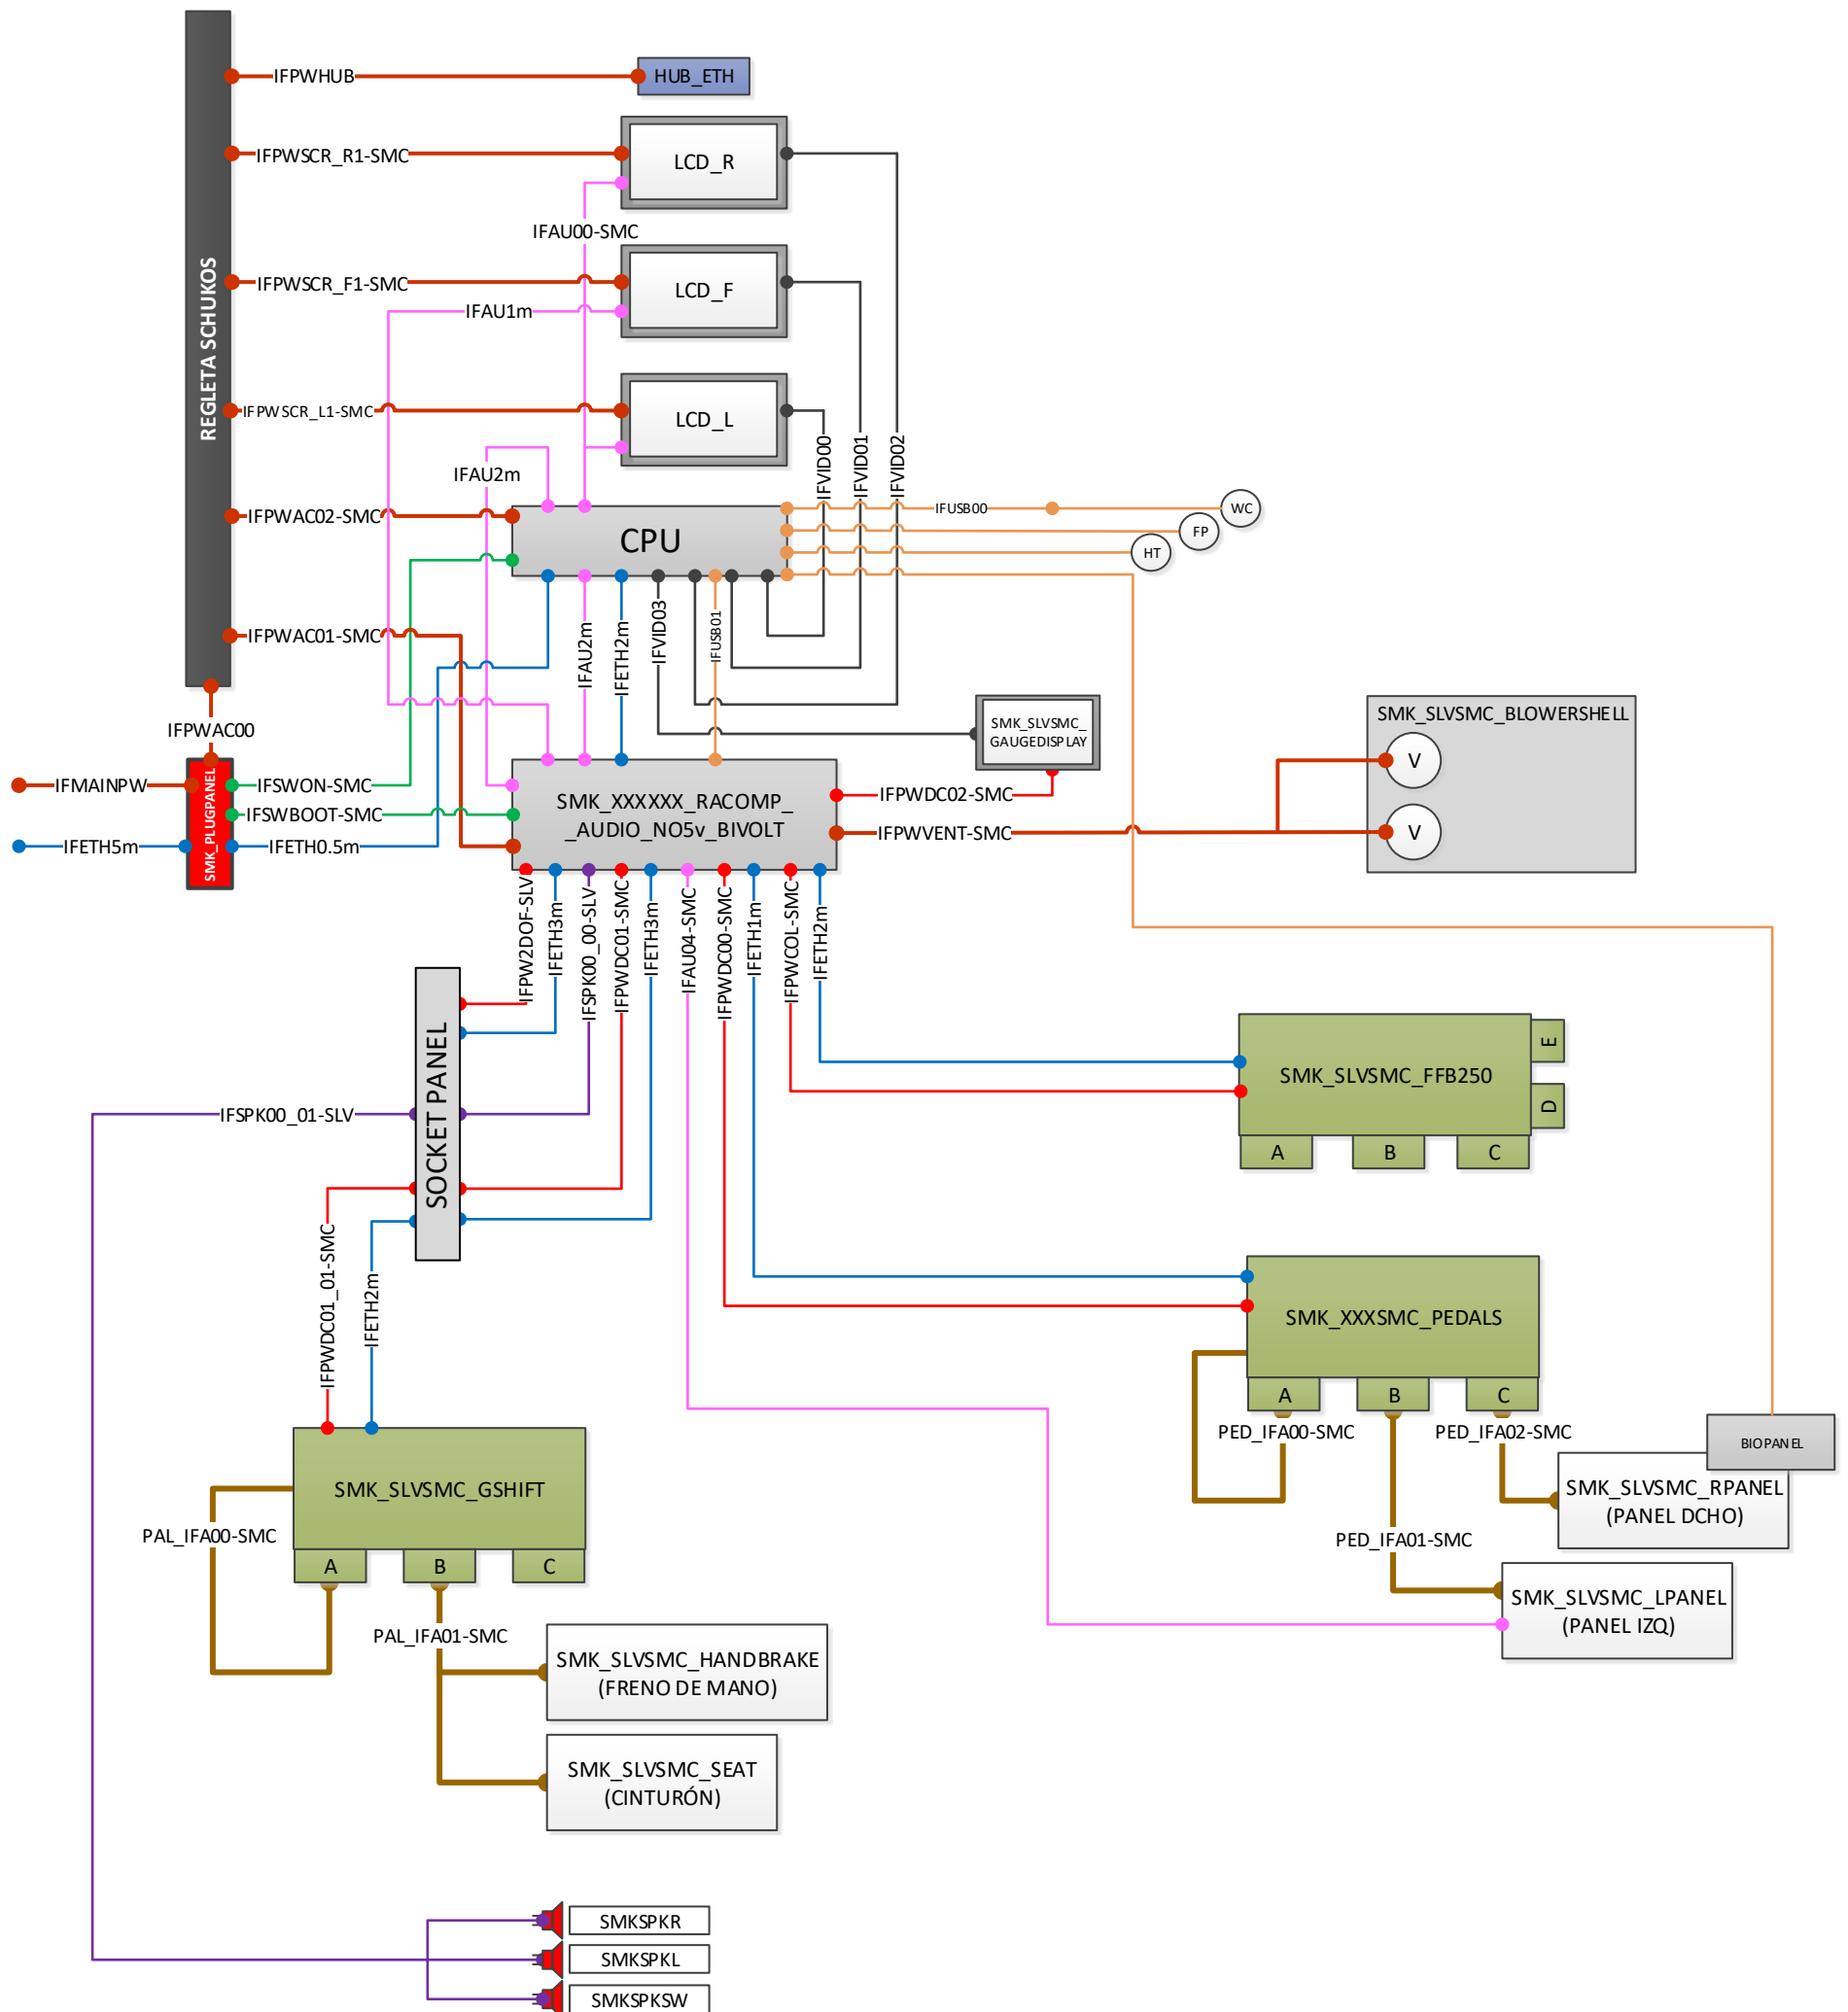 IFPWHUB
HUB_ETH
IFPWSCR_R1-SMC
LCD_R
IFAU00-SMC
REGLETA SCHUKOS
IFPWSCR_F1-SMC
LCD_F
IFAU1m
IFPWSCR_L1-SMC
LCD_L
IFVID00
IFVID01
IFVID02
IFAU2m
IFPWAC02-SMC
CPU
IFUSB00
WC
FP
HT
IFPWAC01-SMC
IFAU2m
IFETH2m
IFVID03
IFUSB01
IFPWAC00
SMK_SLVSMC_
GAUGEDISPLAY
SMK_SLVSMC_BLOWERSHELL
V
V
IFMAINPW
SMK_PLUGPANEL
IFSWON-SMC
IFSWBOOT-SMC
IFETH5m
IFETH0.5m
SMK_XXXXXX_RACOMP_
_AUDIO_NO5v_BIVOLT
IFPWDC02-SMC
IFPWVENT-SMC
IFPW2DOF-SLV
IFETH3m
IFSPK00_00-SLV
IFPWDC01-SMC
IFETH3m
IFAU04-SMC
IFPWDC00-SMC
IFETH1m
IFPWCOL-SMC
IFETH2m
SOCKET PANEL
IFSPK00_01-SLV
SMK_SLVSMC_FFB250
E
D
A
B
C
IFPWDC01_01-SMC
IFETH2m
SMK_XXXSMC_PEDALS
A
B
C
PED_IFA00-SMC
PED_IFA02-SMC
BIOPANEL
SMK_SLVSMC_RPANEL
(PANEL DCHO)
PED_IFA01-SMC
SMK_SLVSMC_LPANEL
(PANEL IZQ)
SMK_SLVSMC_GSHIFT
PAL_IFA00-SMC
A
B
C
PAL_IFA01-SMC
SMK_SLVSMC_HANDBRAKE
(FRENO DE MANO)
SMK_SLVSMC_SEAT
(CINTURÓN)
SMKSPKR
SMKSPKL
SMKSPKSW